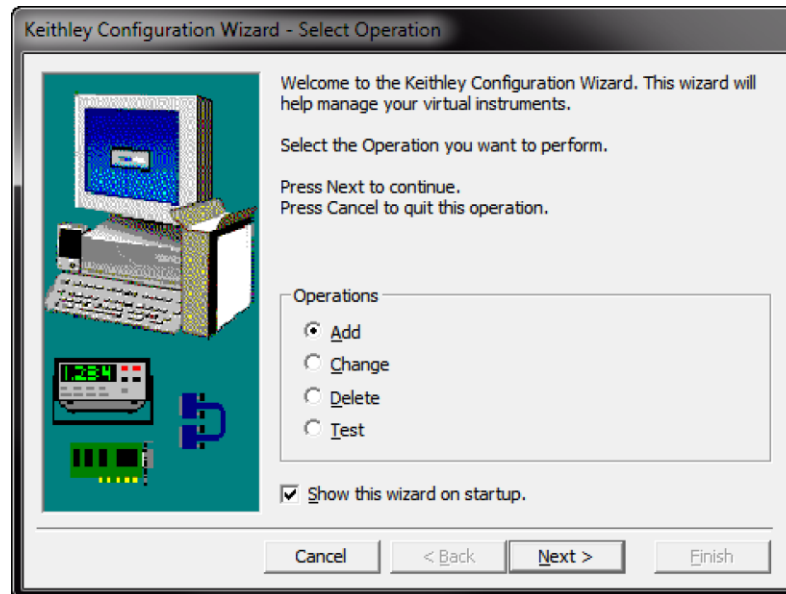 Keithley Configuration Wizard - Select Operation
Welcome to the Keithley Configuration Wizard. This wizard will
help manage your virtual instruments.
Select the Operation you want to perform.
Press Next to continue.
Press Cancel to quit this operation.
Operations
Add
Change
Delete
Test
Show this wizard on startup.
Cancel
< Back
Next >
Finish
1.234